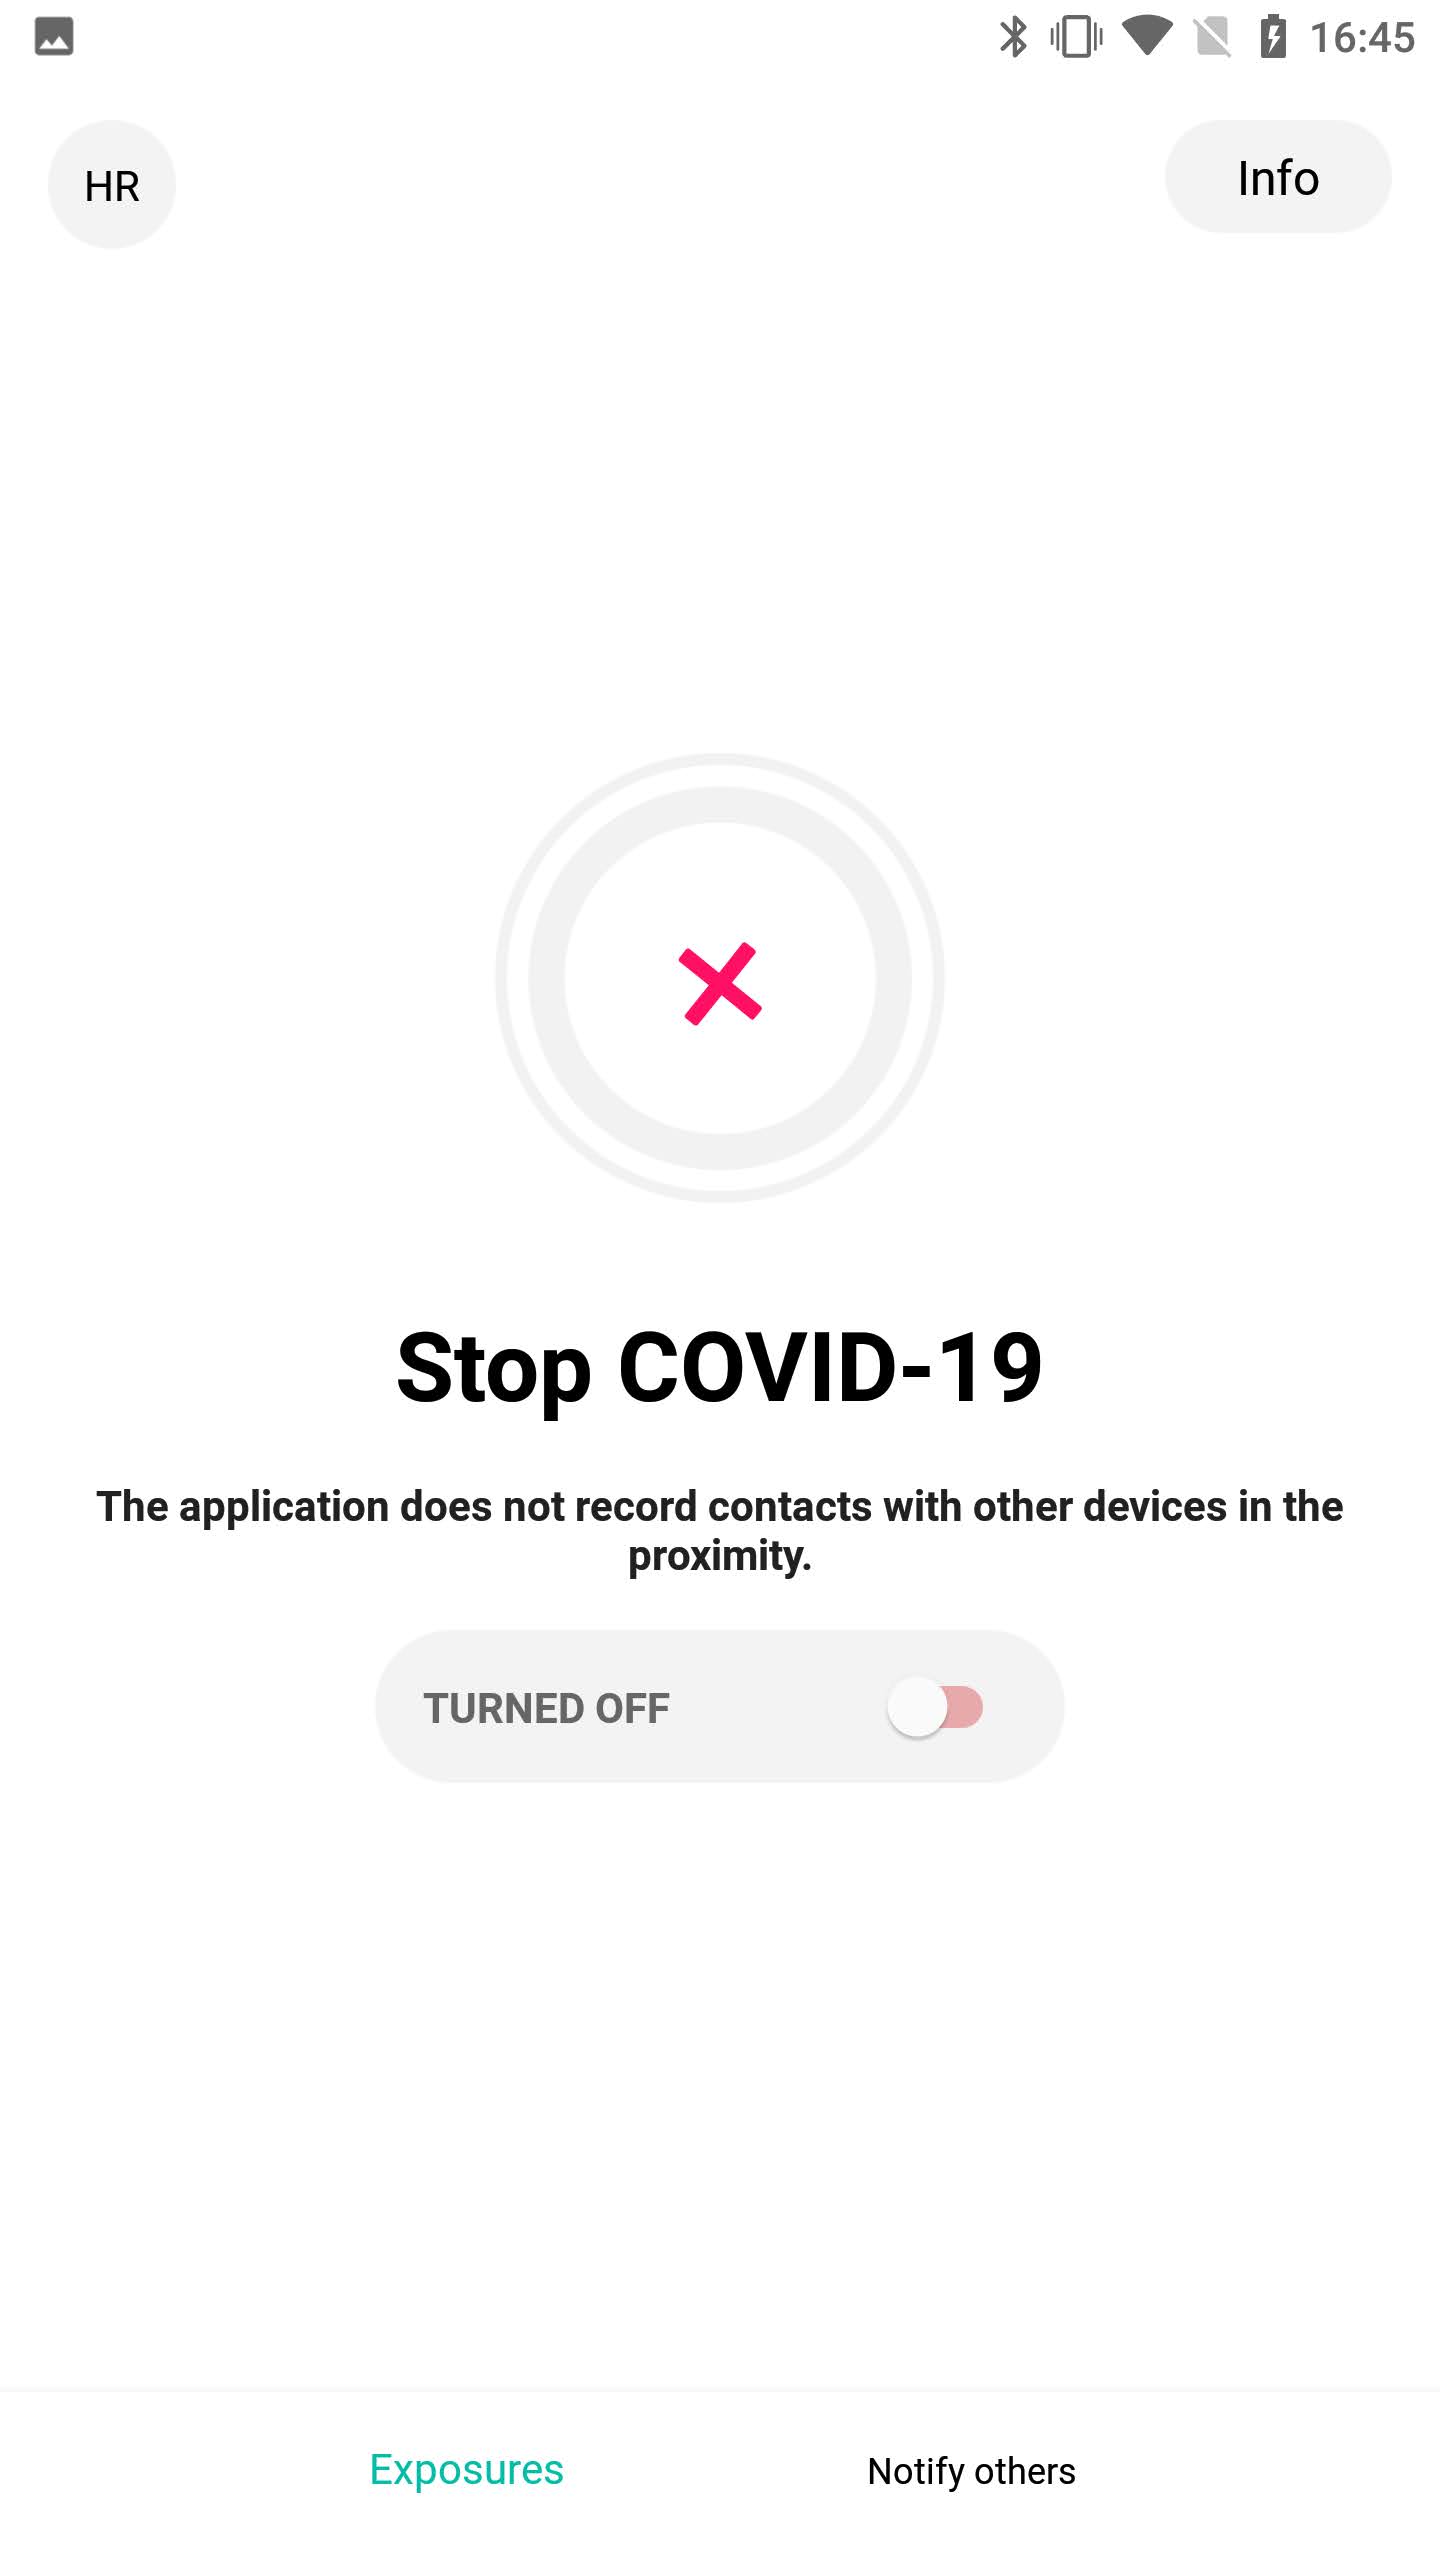 16:45
HR
Info
Stop COVID-19
The application does not record contacts with other devices in the
proximity.
TURNED OFF
Exposures
Notify others